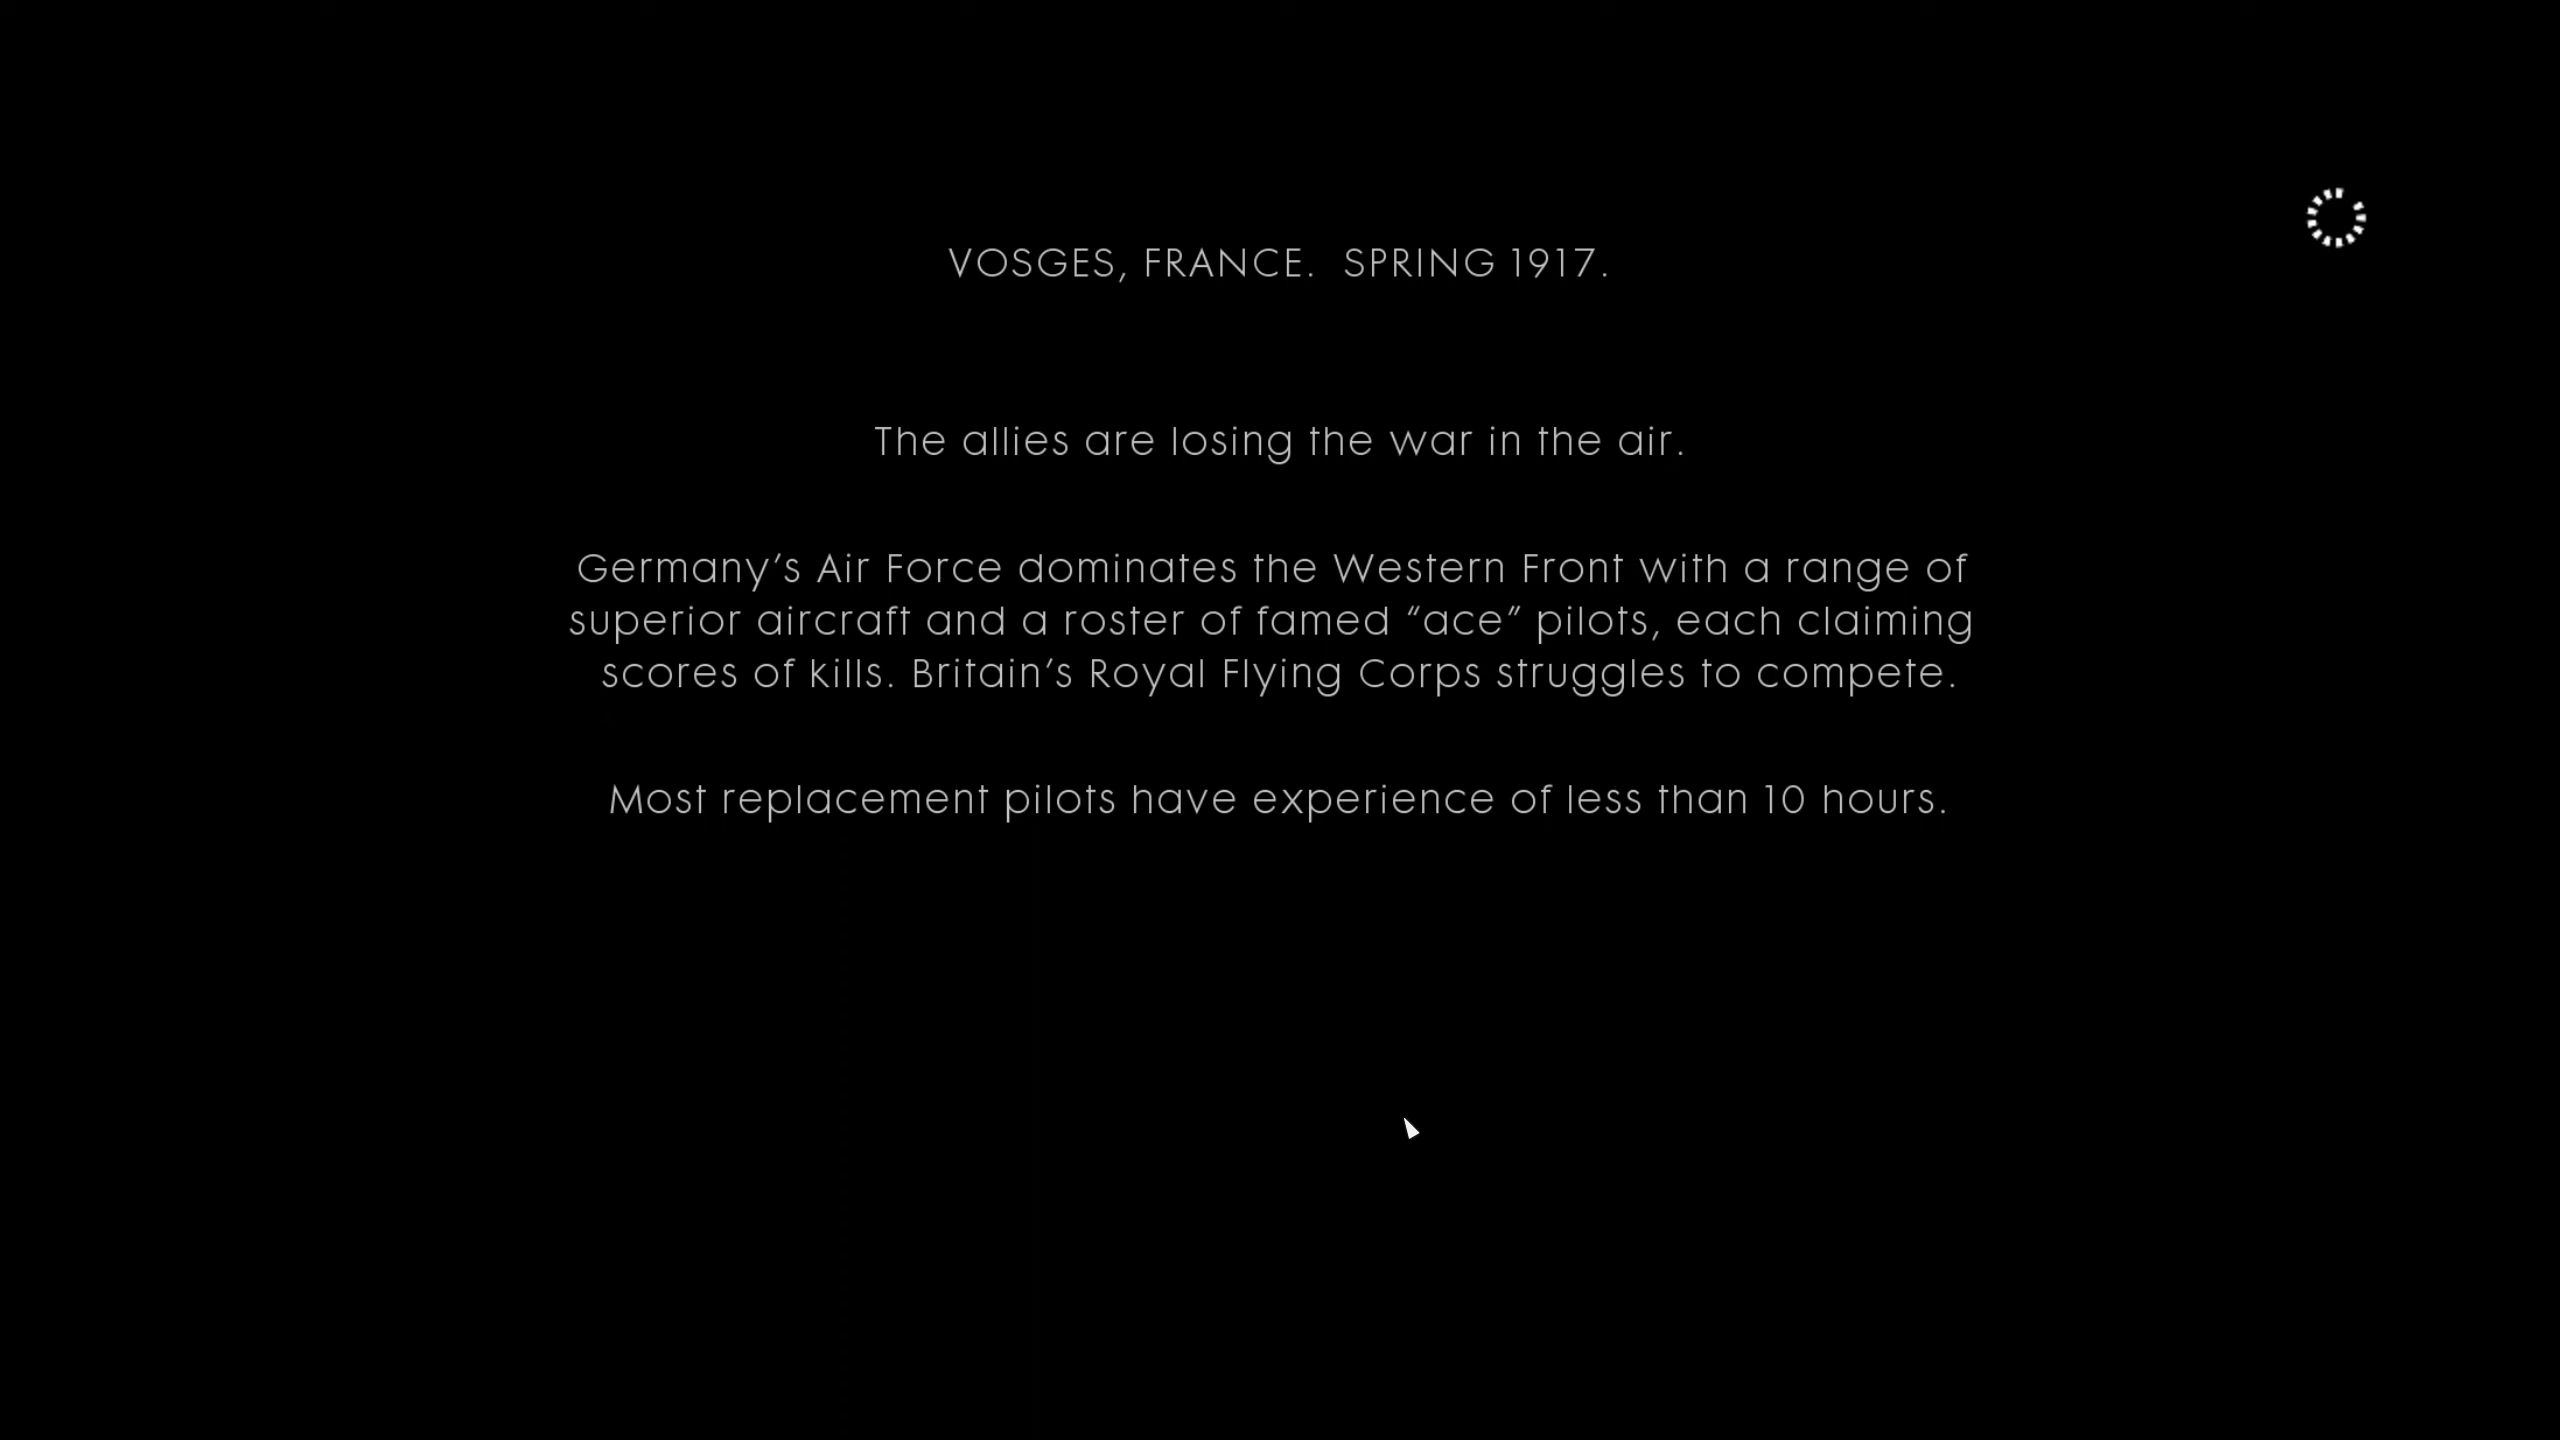 VOSGES, FRANCE. SPRING 1917.
The allies are losing the war in the air.
Germany’s Air Force dominates the Western Front with a range of
superior aircraft and a roster of famed “ace” pilots, each claiming
scores of kills. Britain’s Royal Flying Corps struggles to compete.
Most replacement pilots have experience of less than 10 hours.